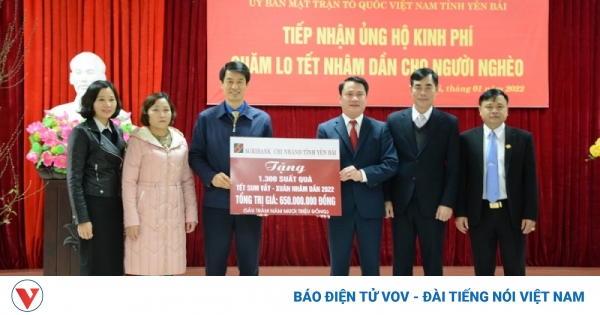 ỦY BAN MẶT TRẬN TỔ QUỐC VIỆT NAM TỈNH YÊN BÁI
TIẾP NHẬN ỦNG HỘ KINH PHÍ
CHĂM LO TẾT NHÂM DẦN CHO NGƯỜI NGHÈO
tháng 01 năm 2022
AGRIBANK CHI NHÁNH TỈNH YÊN BÁI
Tặng
1.300 SUẤT QUÀ
TẾT SUM VẦY - XUÂN NHÂM DẦN 2022
TỔNG TRỊ GIÁ: 650.000.000 ĐỒNG
(SÁU TRĂM NĂM MƯƠI TRIỆU ĐỒNG)
BÁO ĐIỆN TỬ VOV - ĐÀI TIẾNG NÓI VIỆT NAM